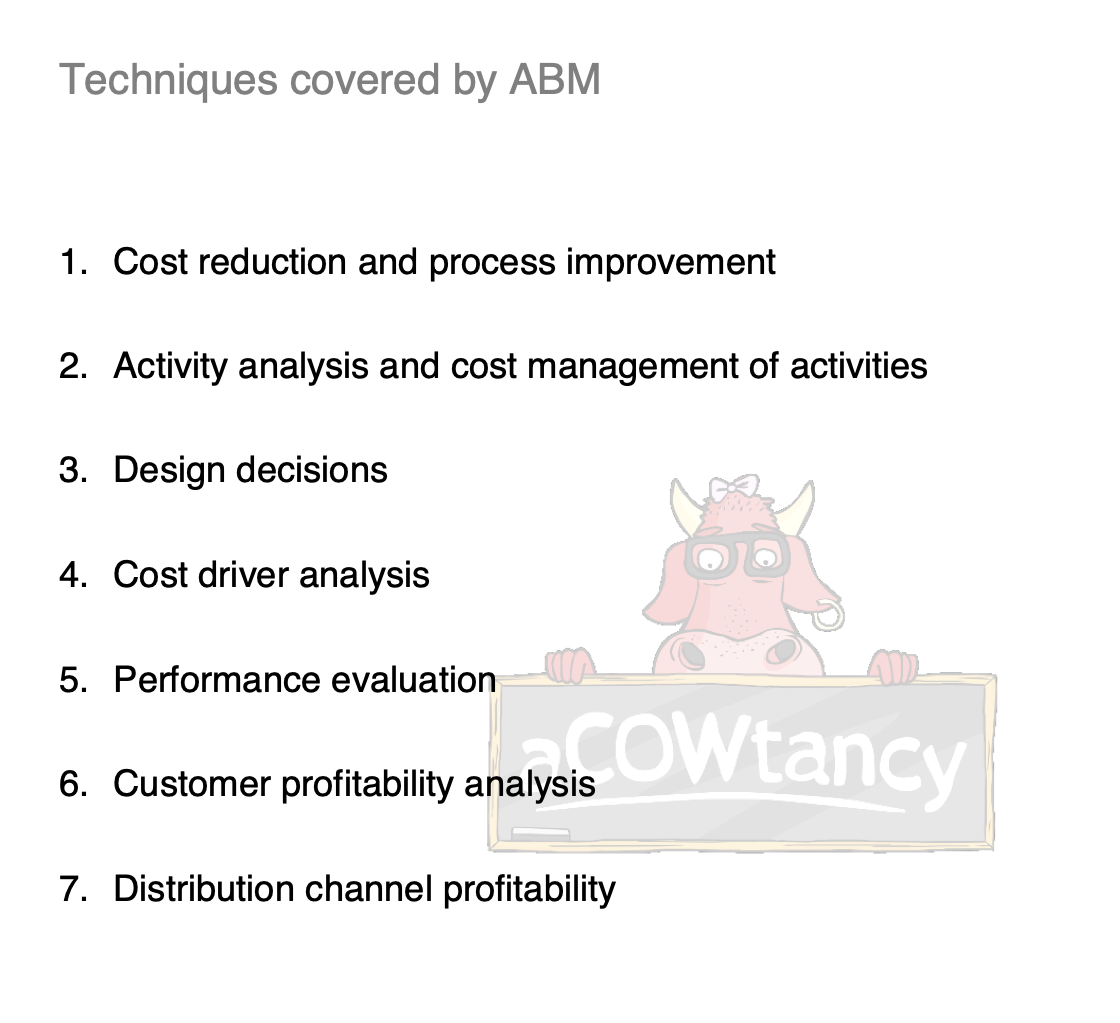 Techniques covered by ABM
1. Cost reduction and process improvement
2. Activity analysis and cost management of activities
3. Design decisions
4. Cost driver analysis
5. Performance evaluation
aCOWtancy
6. Customer profitability analysis
7. Distribution channel profitability